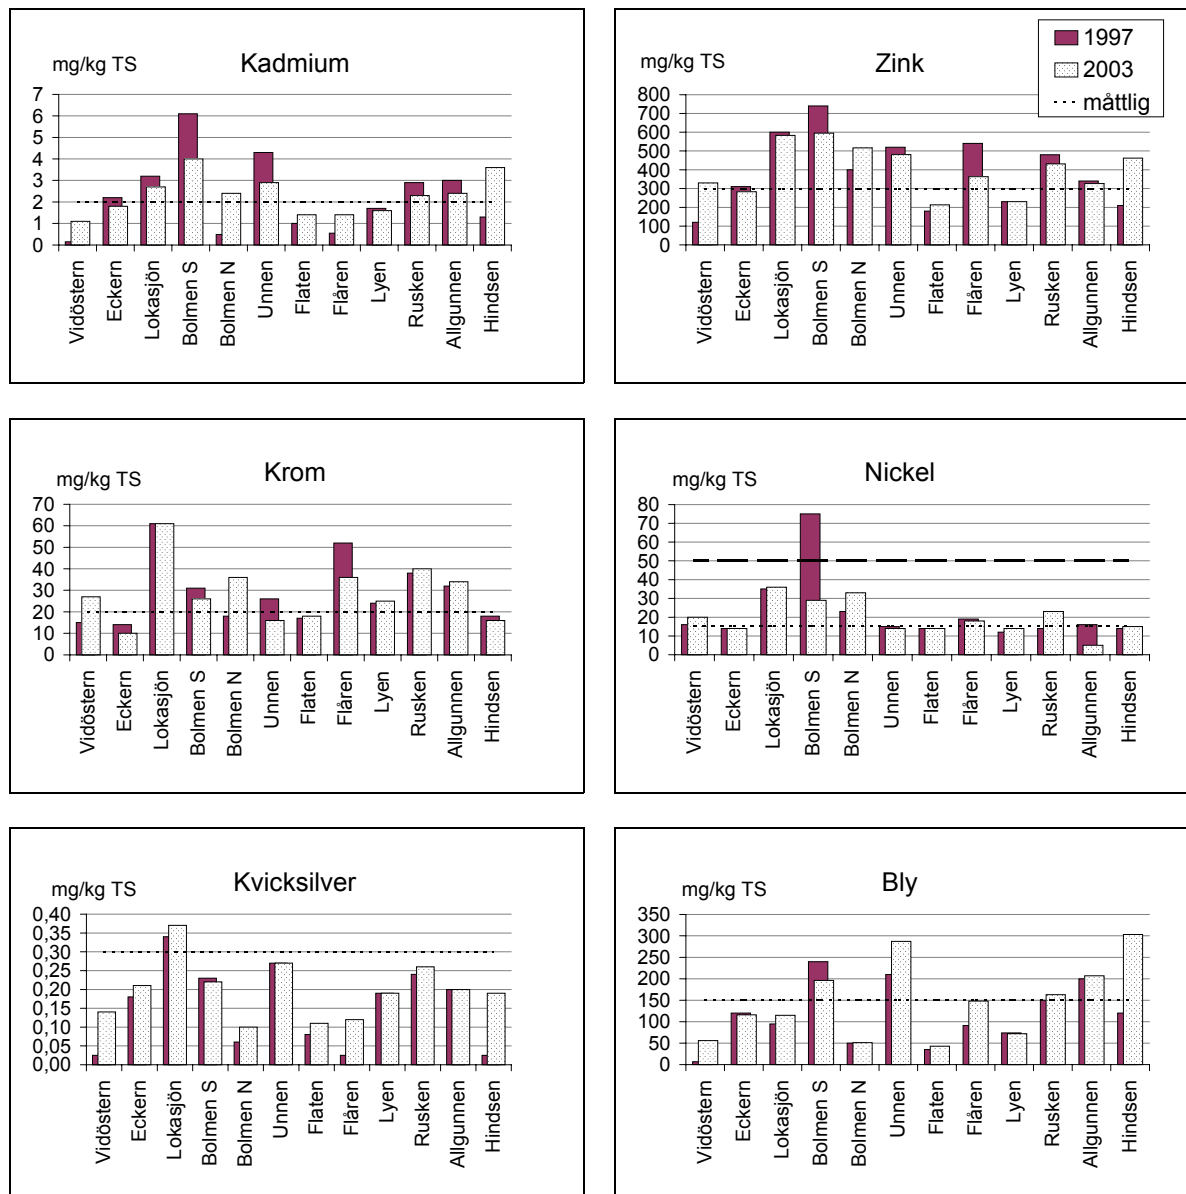 Kadmium
mg/kg TS
7
6
5
4
3
2
1
0
Vidöstern
Eckern
Lokasjön
Bolmen S
Bolmen N
Unnen
Flaten
Flåren
Lyen
Rusken
Allgunnen
Hindsen
Zink
mg/kg TS
1997
2003
måttlig
800
700
600
500
400
300
200
100
0
Vidöstern
Eckern
Lokasjön
Bolmen S
Bolmen N
Unnen
Flaten
Flåren
Lyen
Rusken
Allgunnen
Hindsen
Krom
mg/kg TS
70
60
50
40
30
20
10
0
Vidöstern
Eckern
Lokasjön
Bolmen S
Bolmen N
Unnen
Flaten
Flåren
Lyen
Rusken
Allgunnen
Hindsen
Nickel
mg/kg TS
80
70
60
50
40
30
20
10
0
Vidöstern
Eckern
Lokasjön
Bolmen S
Bolmen N
Unnen
Flaten
Flåren
Lyen
Rusken
Allgunnen
Hindsen
Kvicksilver
mg/kg TS
0,40
0,35
0,30
0,25
0,20
0,15
0,10
0,05
0,00
Vidöstern
Eckern
Lokasjön
Bolmen S
Bolmen N
Unnen
Flaten
Flåren
Lyen
Rusken
Allgunnen
Hindsen
Bly
mg/kg TS
350
300
250
200
150
100
50
0
Vidöstern
Eckern
Lokasjön
Bolmen S
Bolmen N
Unnen
Flaten
Flåren
Lyen
Rusken
Allgunnen
Hindsen